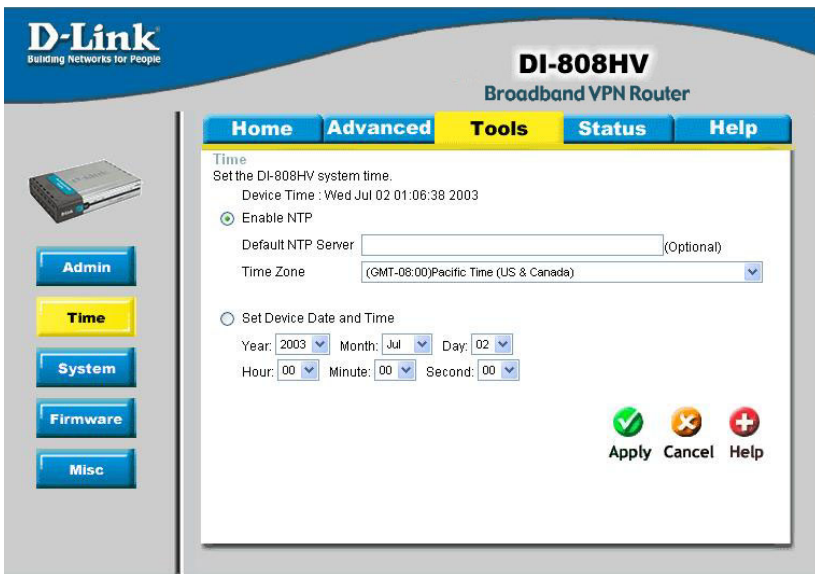 D-Link
Building Networks for People
DI-808HV
Broadband VPN Router
Home Advanced Tools Status Help
Time
Set the DI-808HV system time.
Device Time : Wed Jul 02 01:06:38 2003
Enable NTP
Default NTP Server (Optional)
Time Zone (GMT-08:00)Pacific Time (US & Canada)
Set Device Date and Time
Year: 2003 Month: Jul Day: 02
Hour: 00 Minute: 00 Second: 00
Apply Cancel Help
D-Link
Admin
Time
System
Firmware
Misc